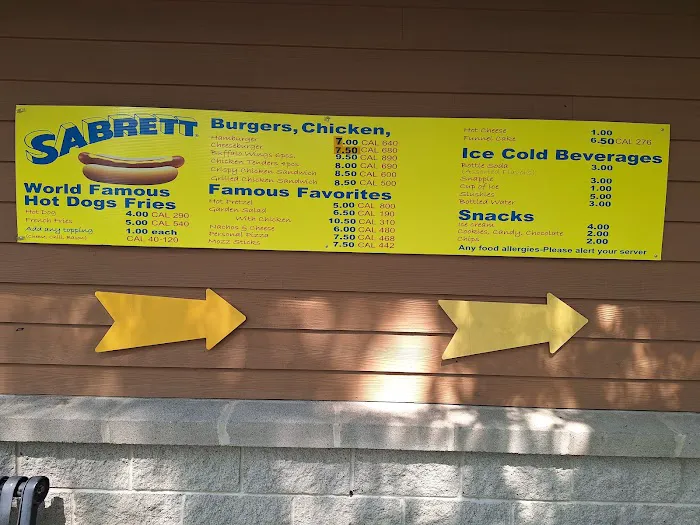 SABRETT
World Famous
Hot Dogs Fries
Hot Dog 4.00 CAL 290
French Fries 5.00 CAL 540
Add any topping 1.00 each
CAL 40-120
Burgers, Chicken,
Hamburger 7.00 CAL 640
Cheeseburger 7.50 CAL 680
Buffalo Wings 6pcs. 9.50 CAL 890
Chicken Tenders 4pcs. 8.00 CAL 690
Crispy Chicken Sandwich 8.50 CAL 600
Grilled Chicken Sandwich 8.50 CAL 500
Famous Favorites
Hot Pretzel 5.00 CAL 800
Garden Salad 6.50 CAL 190
With Chicken 10.50 CAL 310
Nachos & Cheese 6.00 CAL 480
Personal Pizza 7.50 CAL 468
Mozz Sticks 7.50 CAL 442
Hot Cheese 1.00
Funnel Cake 6.50 CAL 276
Ice Cold Beverages
Bottle Soda 3.00
Snapple 3.00
Cup of Ice 1.00
Slushies 5.00
Bottled Water 3.00
Snacks
Ice Cream 4.00
Cookies, Candy, Chocolate 2.00
Chips 2.00
Any food allergies-Please alert your server